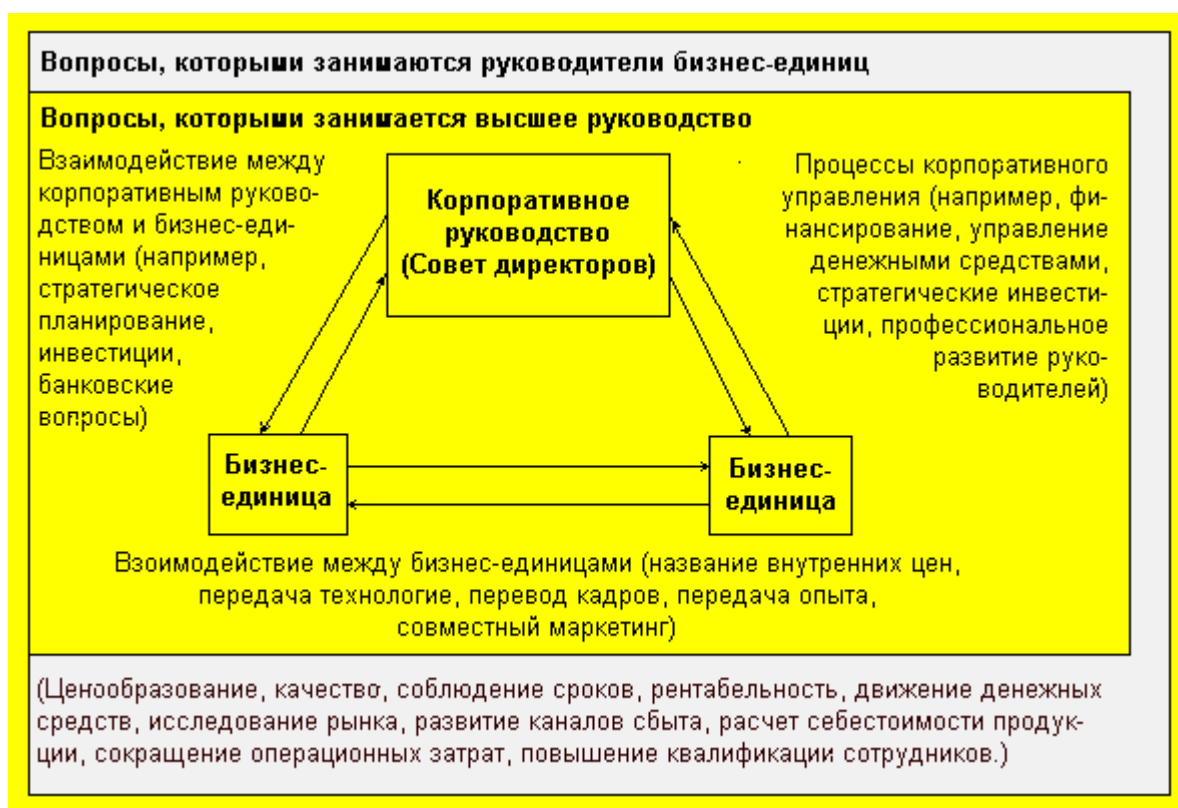 Вопросы, которыми занимаются руководители бизнес-единиц
Вопросы, которыми занимается высшее руководство
Взаимодействие между
корпоративным руково-
дством и бизнес-еди-
ницами (например,
стратегическое
планирование,
инвестиции,
банковские
вопросы)
Корпоративное
руководство
(Совет директоров)
Процессы корпоративного
управления (например, фи-
нансирование, управление
денежными средствами,
стратегические инвести-
ции, профессиональное
развитие руко-
водителей)
Бизнес-
единица
Бизнес-
единица
Взоимодействие между бизнес-единицами (название внутренних цен,
передача технологие, перевод кадров, передача опыта,
совместный маркетинг)
(Ценообразование, качество, соблюдение сроков, рентабельность, движение денежных
средств, исследование рынка, развитие каналов сбыта, расчет себестоимости продук-
ции, сокращение операционных затрат, повышение квалификации сотрудников.)